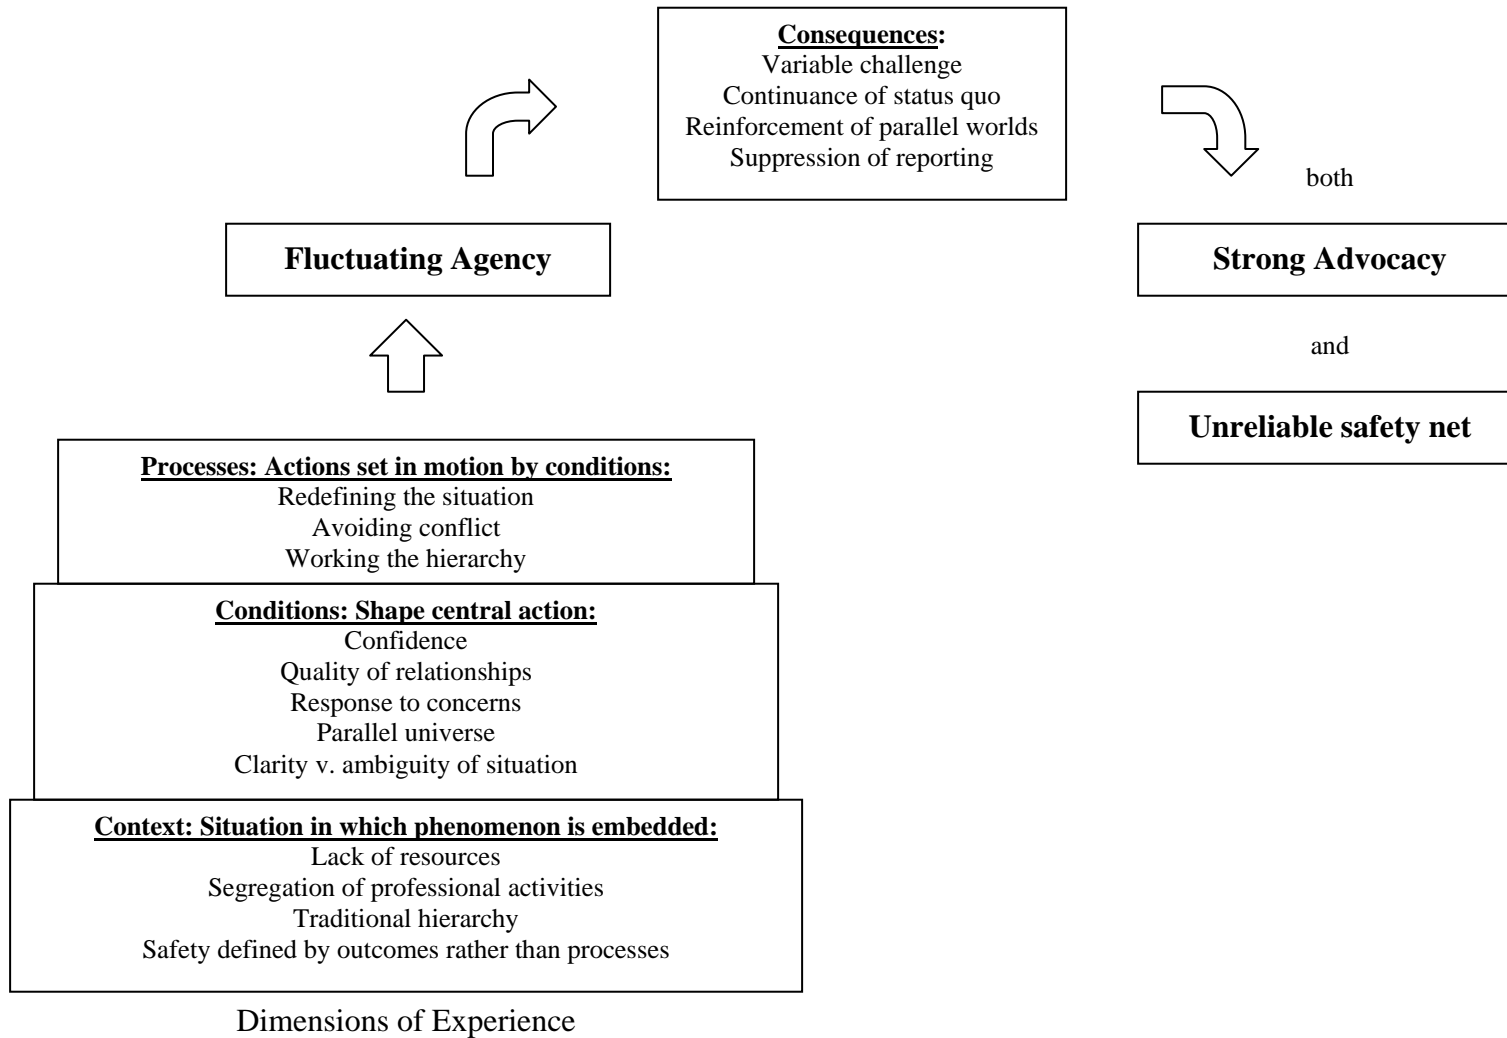 Consequences:
Variable challenge
Continuance of status quo
Reinforcement of parallel worlds
Suppression of reporting
both
Fluctuating Agency
Strong Advocacy
and
Unreliable safety net
Processes: Actions set in motion by conditions:
Redefining the situation
Avoiding conflict
Working the hierarchy
Conditions: Shape central action:
Confidence
Quality of relationships
Response to concerns
Parallel universe
Clarity v. ambiguity of situation
Context: Situation in which phenomenon is embedded:
Lack of resources
Segregation of professional activities
Traditional hierarchy
Safety defined by outcomes rather than processes
Dimensions of Experience